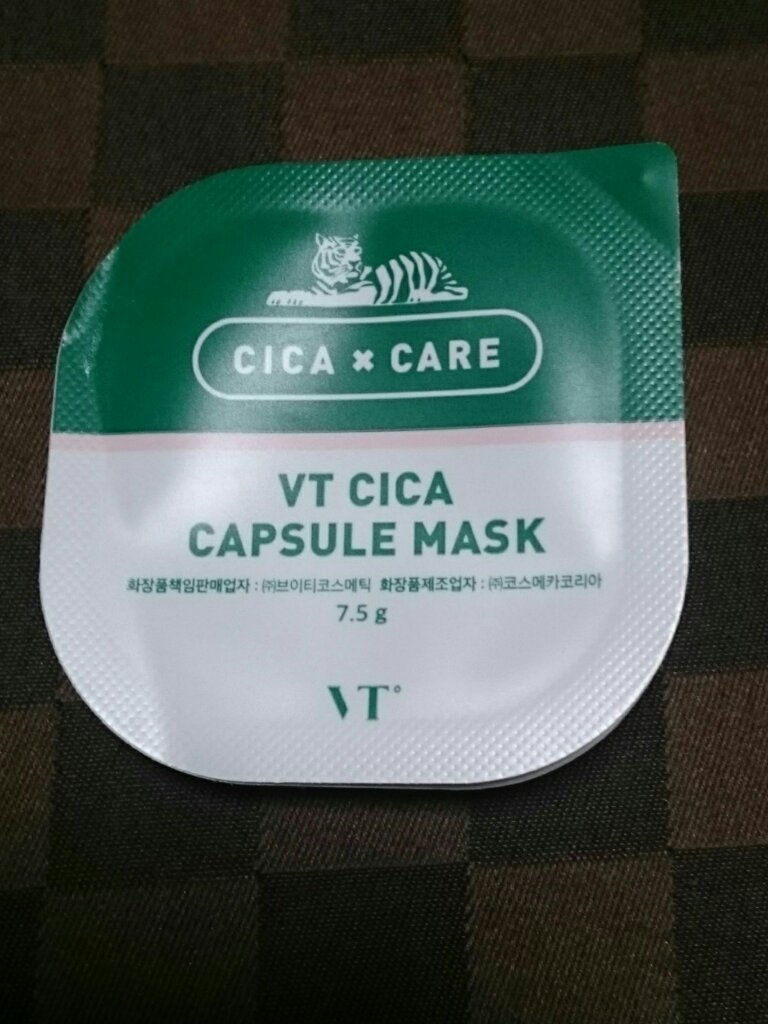 CICA × CARE
VT CICA
CAPSULE MASK
화장품책임판매업자 : ㈜브이티코스메틱 화장품제조업자 : ㈜코스메카코리아
7.5 g
VT°